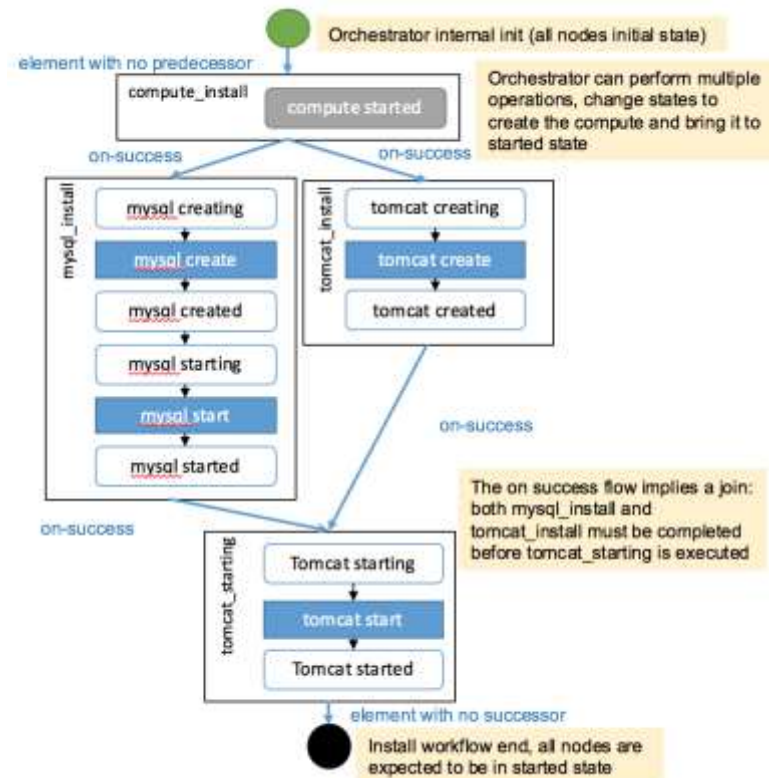 Orchestrator internal init (all nodes initial state)
element with no predecessor
compute_install
compute started
Orchestrator can perform multiple
operations, change states to
create the compute and bring it to
started state
on-success
on-success
mysql_install
mysql creating
mysql create
mysql created
mysql starting
mysql start
mysql started
tomcat_install
tomcat creating
tomcat create
tomcat created
on-success
on-success
The on success flow implies a join:
both mysql_install and
tomcat_install must be completed
before tomcat_starting is executed
tomcat_starting
Tomcat starting
tomcat start
Tomcat started
element with no successor
Install workflow end, all nodes are
expected to be in started state